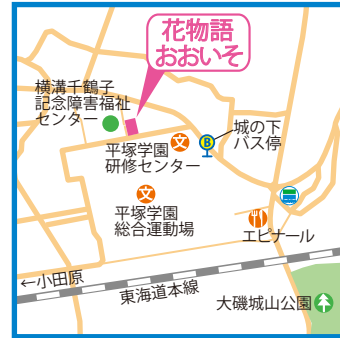 花物語
おおいそ
横溝千鶴子
記念障害福祉
センター
文
平塚学園
研修センター
B
城の下
バス停
文
平塚学園
総合運動場
エピナール
←小田原
東海道本線
大磯城山公園